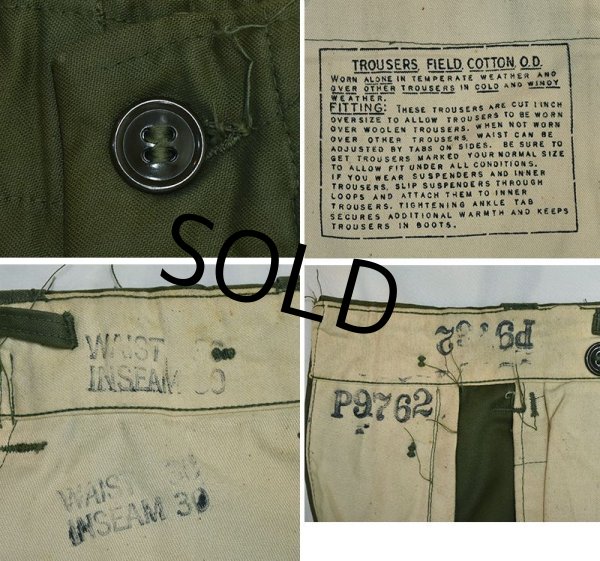 TROUSERS, FIELD, COTTON, O.D.
WORN ALONE IN TEMPERATE WEATHER AND
OVER OTHER TROUSERS IN COLD AND WINDY
WEATHER.
FITTING: THESE TROUSERS ARE CUT 1 INCH
OVERSIZE TO ALLOW TROUSERS TO BE WORN
OVER WOOLEN TROUSERS. WHEN NOT WORN
OVER OTHER TROUSERS, WAIST CAN BE
ADJUSTED BY TABS ON SIDES. BE SURE TO
GET TROUSERS MARKED YOUR NORMAL SIZE
TO ALLOW FIT UNDER ALL CONDITIONS.
IF YOU WEAR SUSPENDERS AND INNER
TROUSERS, SLIP SUSPENDERS THROUGH
LOOPS AND ATTACH THEM TO INNER
TROUSERS. TIGHTENING ANKLE TAB
SECURES ADDITIONAL WARMTH AND KEEPS
TROUSERS IN BOOTS.
SOLD
WAIST
INSEAM 30
WAIST 30
INSEAM 30
P9762
P9762